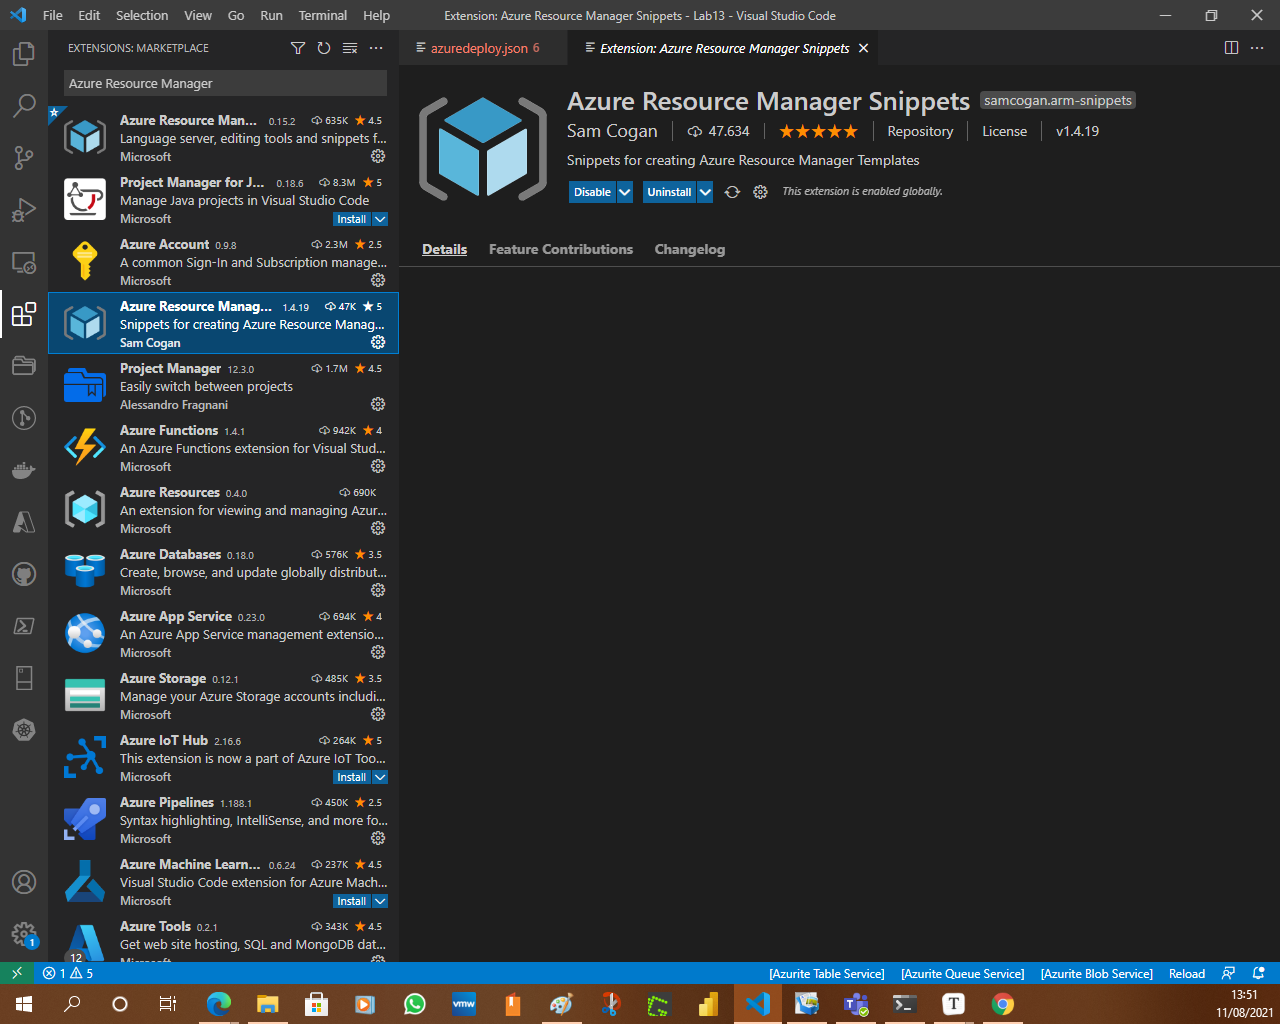 File Edit Selection View Go Run Terminal Help Extension: Azure Resource Manager Snippets - Lab13 - Visual Studio Code
EXTENSIONS: MARKETPLACE
azuredeploy.json 6
Extension: Azure Resource Manager Snippets
Azure Resource Manager
Azure Resource Man... 0.15.2 635K 4.5
Language server, editing tools and snippets f...
Microsoft
Project Manager for J... 0.18.6 8.3M 5
Manage Java projects in Visual Studio Code
Microsoft Install
Azure Account 0.9.8 2.3M 2.5
A common Sign-In and Subscription manage...
Microsoft
Azure Resource Manag... 1.4.19 47K 5
Snippets for creating Azure Resource Manag...
Sam Cogan
Project Manager 12.3.0 1.7M 4.5
Easily switch between projects
Alessandro Fragnani
Azure Functions 1.4.1 942K 4
An Azure Functions extension for Visual Stud...
Microsoft
Azure Resources 0.4.0 690K
An extension for viewing and managing Azur...
Microsoft
Azure Databases 0.18.0 576K 3.5
Create, browse, and update globally distribut...
Microsoft
Azure App Service 0.23.0 694K 4
An Azure App Service management extensio...
Microsoft
Azure Storage 0.12.1 485K 3.5
Manage your Azure Storage accounts includi...
Microsoft
Azure IoT Hub 2.16.6 264K 5
This extension is now a part of Azure IoT Too...
Microsoft Install
Azure Pipelines 1.188.1 450K 2.5
Syntax highlighting, IntelliSense, and more fo...
Microsoft
Azure Machine Learn... 0.6.24 237K 4.5
Visual Studio Code extension for Azure Mach...
Microsoft Install
Azure Tools 0.2.1 343K 4.5
Get web site hosting, SQL and MongoDB dat...
12 Microsoft
Azure Resource Manager Snippets samcogan.arm-snippets
Sam Cogan 47.634 Repository License v1.4.19
Snippets for creating Azure Resource Manager Templates
Disable Uninstall This extension is enabled globally.
Details Feature Contributions Changelog
1
1 5 [Azurite Table Service] [Azurite Queue Service] [Azurite Blob Service] Reload
vmw T
13:51
11/08/2021